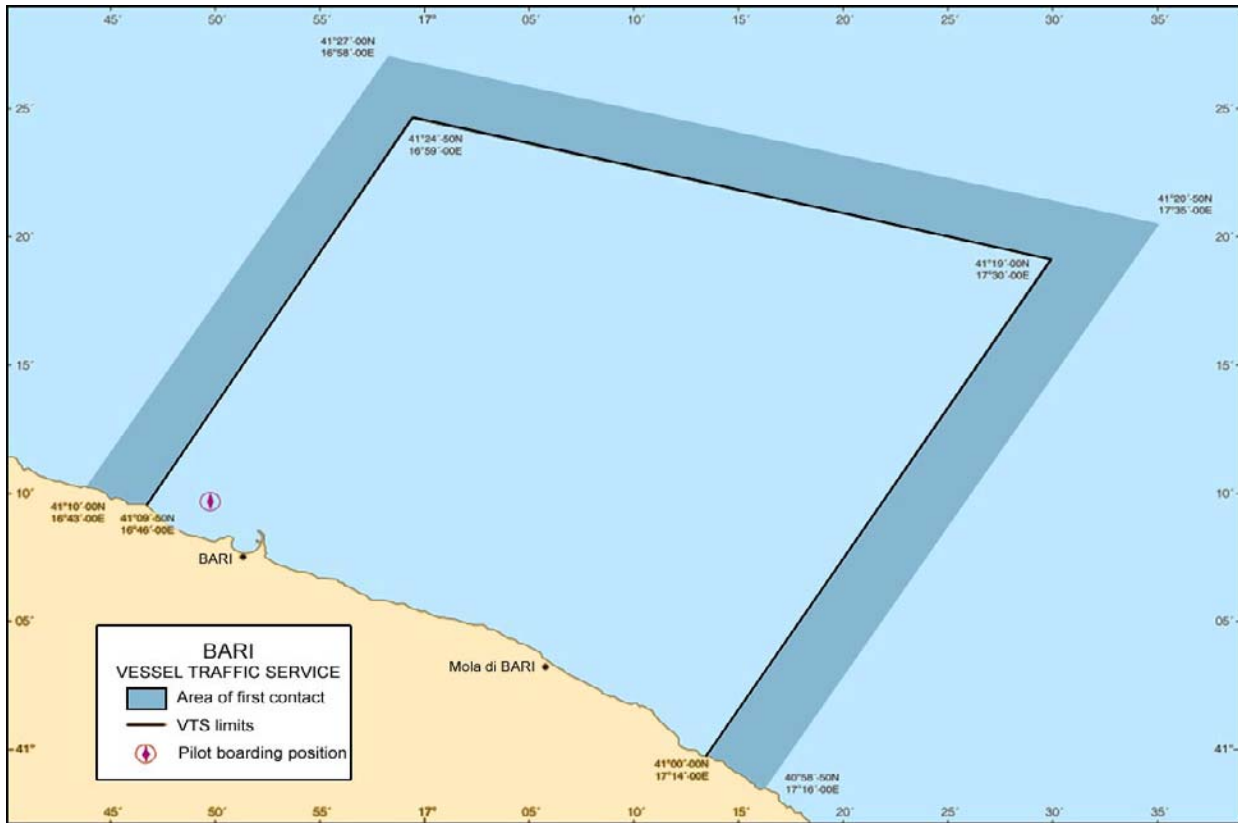 45´ 50´ 55´ 17° 05´ 10´ 15´ 20´ 25´ 30´ 35´
41°27´-00N
16°58´-00E
25´ 25´
41°24´-50N
16°59´-00E
41°20´-50N
17°35´-00E
20´ 20´
41°19´-00N
17°30´-00E
15´ 15´
10´ 10´
41°10´-00N
16°43´-00E
41°09´-50N
16°46´-00E
BARI
05´ 05´
Mola di BARI
41° 41°
41°00´-00N
17°14´-00E
40°58´-50N
17°16´-00E
BARI
VESSEL TRAFFIC SERVICE
Area of first contact
VTS limits
Pilot boarding position
45´ 50´ 55´ 17° 05´ 10´ 15´ 20´ 25´ 30´ 35´